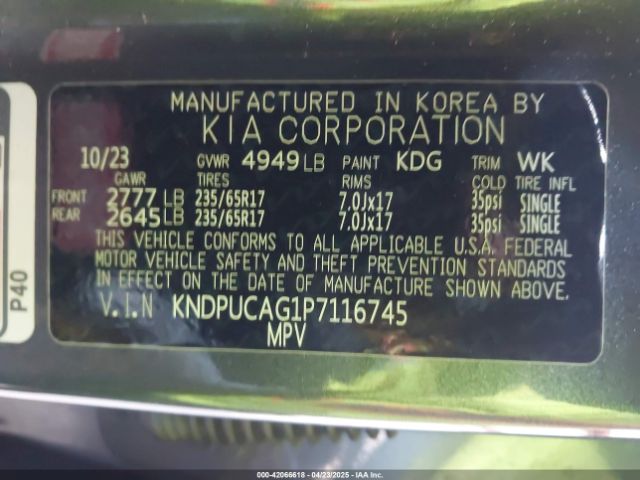 MANUFACTURED IN KOREA BY
KIA CORPORATION
10/23 GVWR 4949 LB PAINT KDG TRIM WK
GAWR TIRES RIMS COLD TIRE INFL
FRONT 2777 LB 235/65R17 7.0Jx17 35psi SINGLE
REAR 2645 LB 235/65R17 7.0Jx17 35psi SINGLE
THIS VEHICLE CONFORMS TO ALL APPLICABLE U.S.A. FEDERAL
MOTOR VEHICLE SAFETY AND THEFT PREVENTION STANDARDS
IN EFFECT ON THE DATE OF MANUFACTURE SHOWN ABOVE.
V.I.N KNDPUCAG1P7116745
MPV
P40
000-42066618 - 04/23/2025 - IAA Inc.